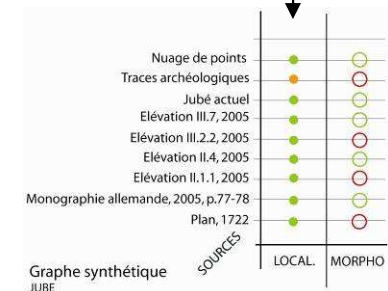 Nuage de points
Traces archéologiques
Jubé actuel
Elévation III.7, 2005
Elévation III.2.2, 2005
Elévation II.4, 2005
Elévation II.1.1, 2005
Monographie allemande, 2005, p.77-78
Plan, 1722
SOURCES
LOCAL.
MORPHO
Graphe synthétique
JUBE